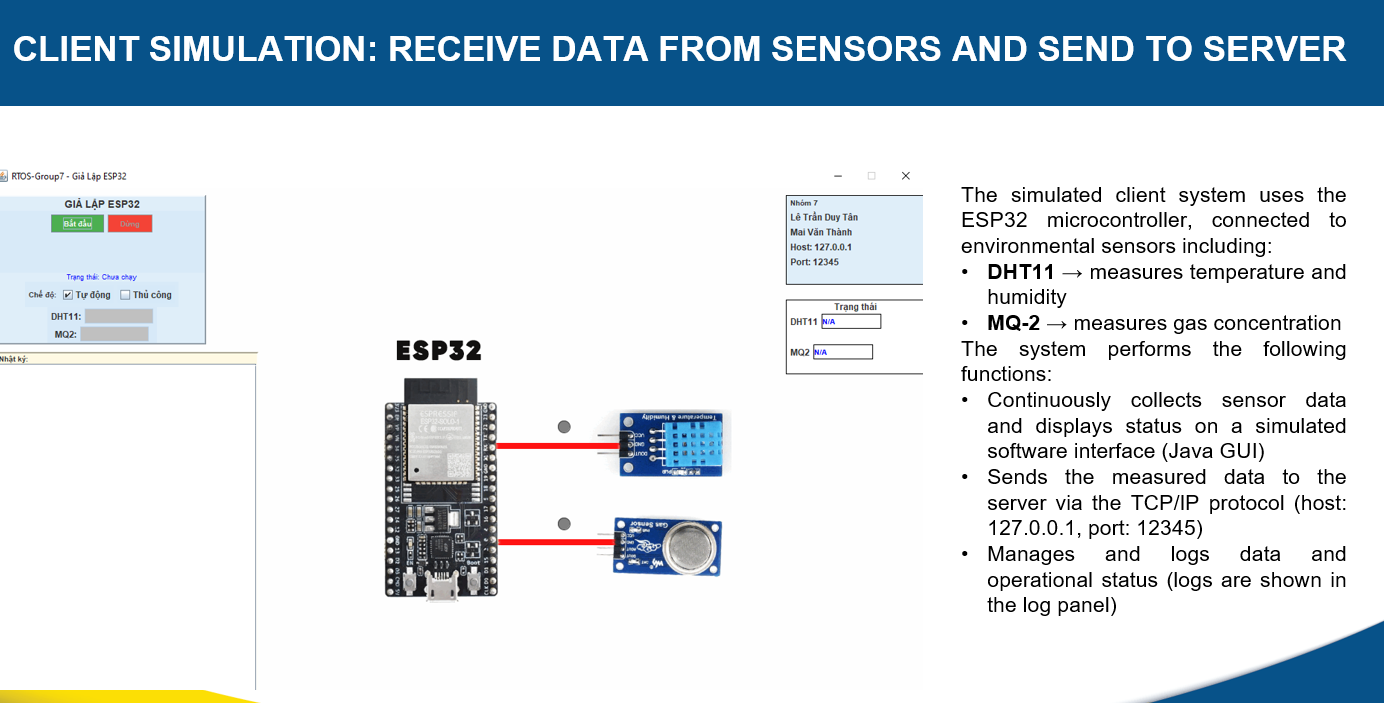 CLIENT SIMULATION: RECEIVE DATA FROM SENSORS AND SEND TO SERVER
RTOS-Group7 - Giả Lập ESP32
GIẢ LẬP ESP32
Bắt đầu
Dừng
Trạng thái: Chưa chạy
Chế độ:
Tự động
Thủ công
DHT11:
MQ2:
Nhật ký:
ESP32
Temperature & Humidity
Gas Sensor
Boot
Nhóm 7
Lê Trần Duy Tân
Mai Văn Thành
Host: 127.0.0.1
Port: 12345
Trạng thái
DHT11 N/A
MQ2 N/A
The simulated client system uses the
ESP32 microcontroller, connected to
environmental sensors including:
• DHT11 → measures temperature and
humidity
• MQ-2 → measures gas concentration
The system performs the following
functions:
• Continuously collects sensor data
and displays status on a simulated
software interface (Java GUI)
• Sends the measured data to the
server via the TCP/IP protocol (host:
127.0.0.1, port: 12345)
• Manages and logs data and
operational status (logs are shown in
the log panel)